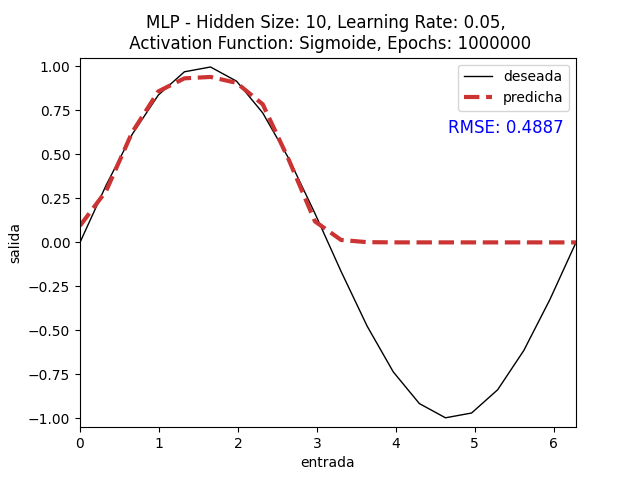 MLP - Hidden Size: 10, Learning Rate: 0.05,
Activation Function: Sigmoide, Epochs: 1000000
deseada
predicha
RMSE: 0.4887
salida
1.00
0.75
0.50
0.25
0.00
−0.25
−0.50
−0.75
−1.00
0 1 2 3 4 5 6
entrada